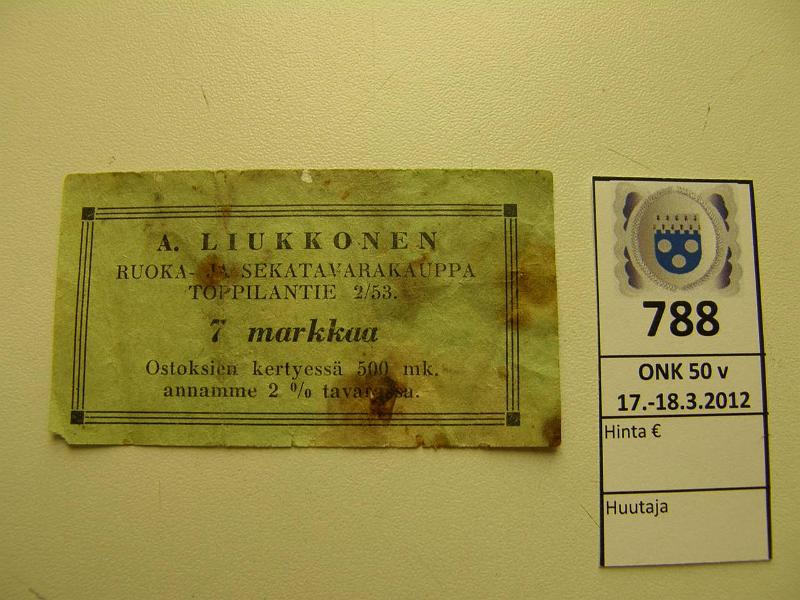 A. LIUKKONEN
RUOKA- JA SEKATAVARAKAUPPA
TOPPILANTIE 2/53.
7 markkaa
Ostoksien kertyessä 500 mk.
annamme 2 % tavarassa.
788
ONK 50 v
17.-18.3.2012
Hinta €
Huutaja